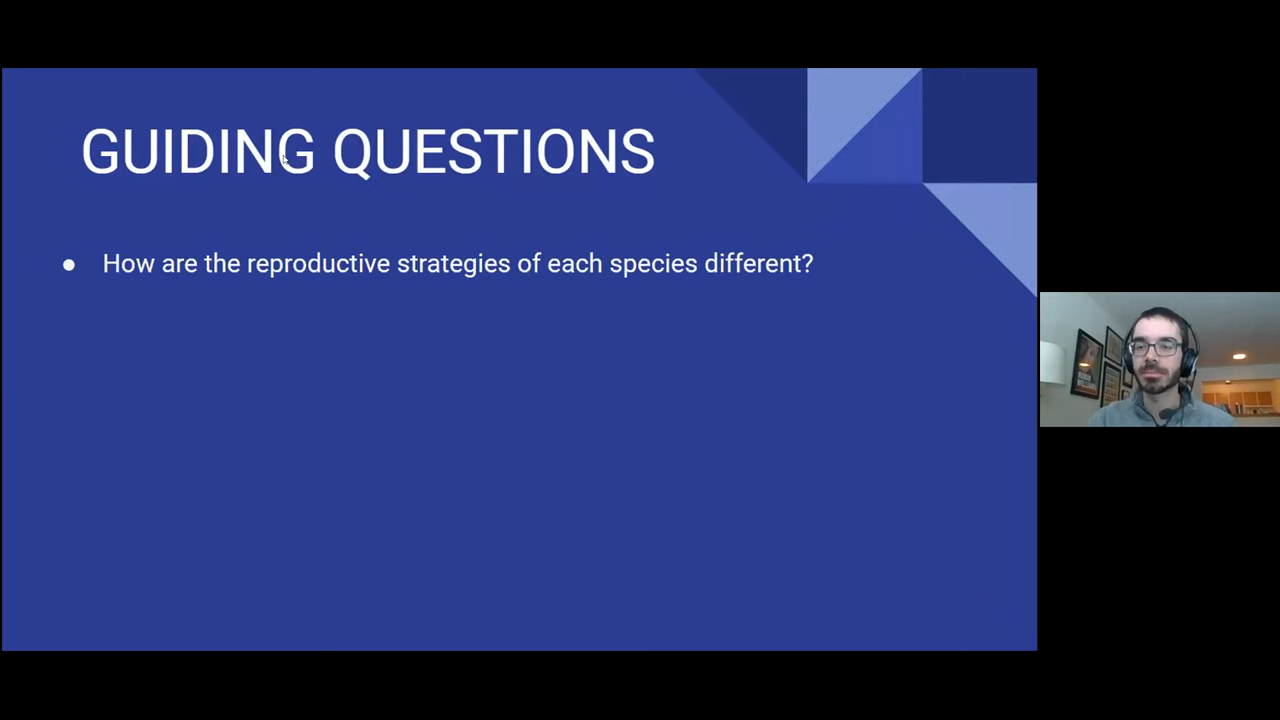 GUIDING QUESTIONS
● How are the reproductive strategies of each species different?